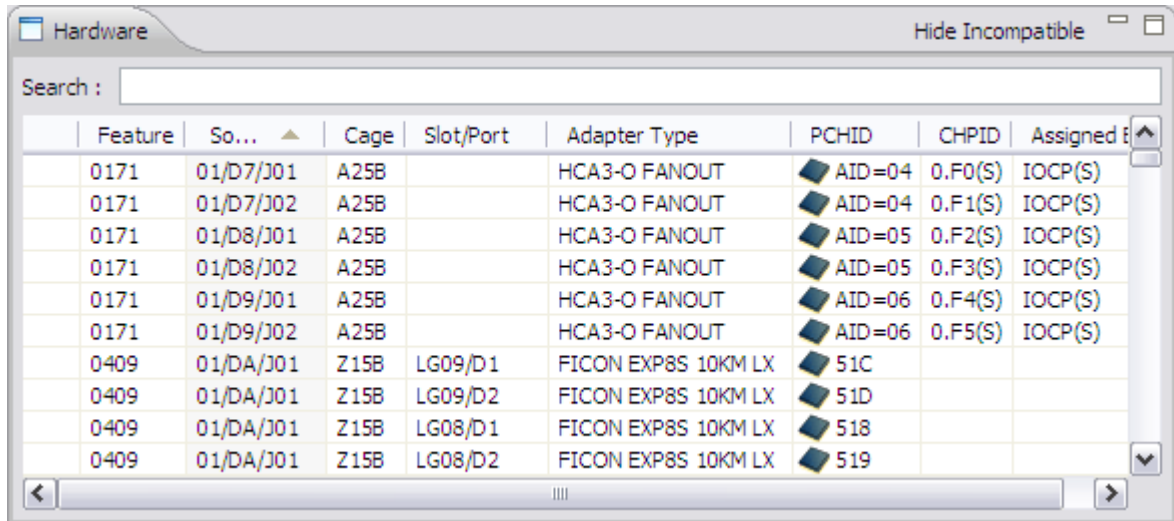 Hardware Hide Incompatible
Search :
Feature So... Cage Slot/Port Adapter Type PCHID CHPID Assigned
0171 01/D7/J01 A25B HCA3-O FANOUT AID=04 0.F0(S) IOCP(S)
0171 01/D7/J02 A25B HCA3-O FANOUT AID=04 0.F1(S) IOCP(S)
0171 01/D8/J01 A25B HCA3-O FANOUT AID=05 0.F2(S) IOCP(S)
0171 01/D8/J02 A25B HCA3-O FANOUT AID=05 0.F3(S) IOCP(S)
0171 01/D9/J01 A25B HCA3-O FANOUT AID=06 0.F4(S) IOCP(S)
0171 01/D9/J02 A25B HCA3-O FANOUT AID=06 0.F5(S) IOCP(S)
0409 01/DA/J01 Z15B LG09/D1 FICON EXP8S 10KM LX 51C
0409 01/DA/J01 Z15B LG09/D2 FICON EXP8S 10KM LX 51D
0409 01/DA/J01 Z15B LG08/D1 FICON EXP8S 10KM LX 518
0409 01/DA/J01 Z15B LG08/D2 FICON EXP8S 10KM LX 519